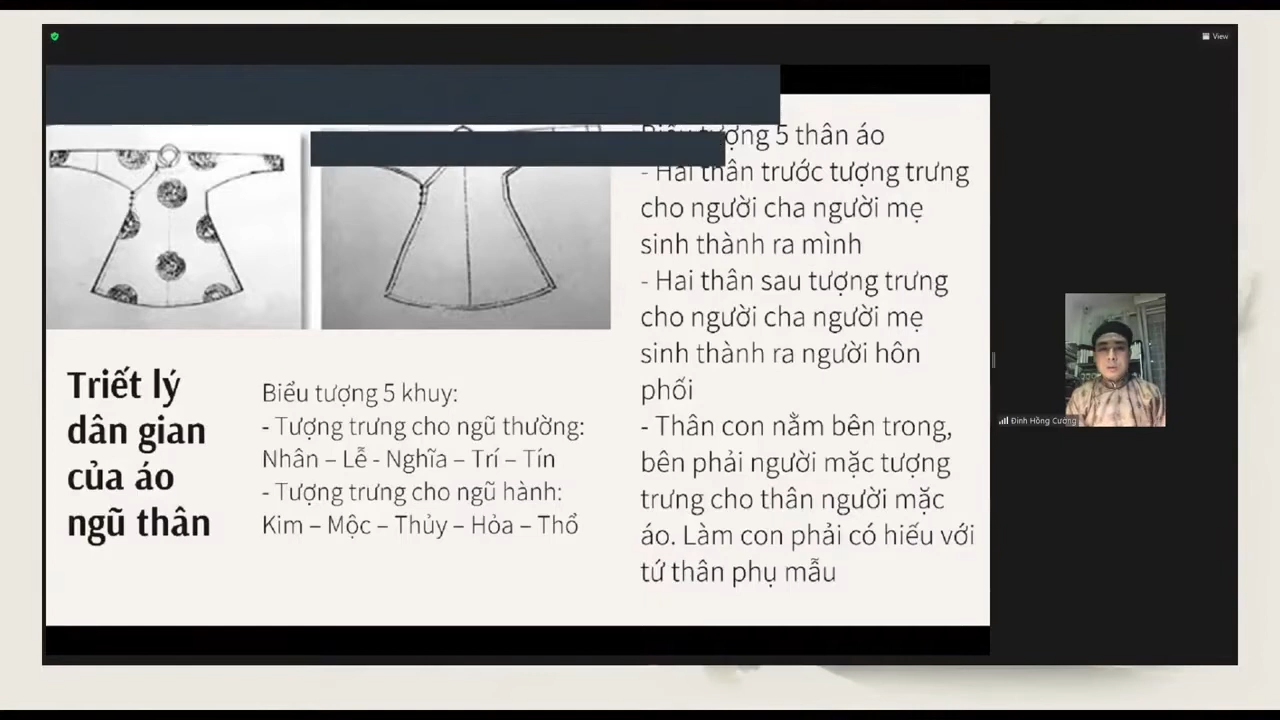 View
Biểu tượng 5 thân áo
- Hai thân trước tượng trưng
cho người cha người mẹ
sinh thành ra mình
- Hai thân sau tượng trưng
cho người cha người mẹ
sinh thành ra người hôn
phối
- Thân con nằm bên trong,
bên phải người mặc tượng
trưng cho thân người mặc
áo. Làm con phải có hiếu với
tứ thân phụ mẫu
Triết lý
dân gian
của áo
ngũ thân
Biểu tượng 5 khuy:
- Tượng trưng cho ngũ thường:
Nhân – Lễ - Nghĩa – Trí – Tín
- Tượng trưng cho ngũ hành:
Kim – Mộc – Thủy – Hỏa – Thổ
Đinh Hồng Cường